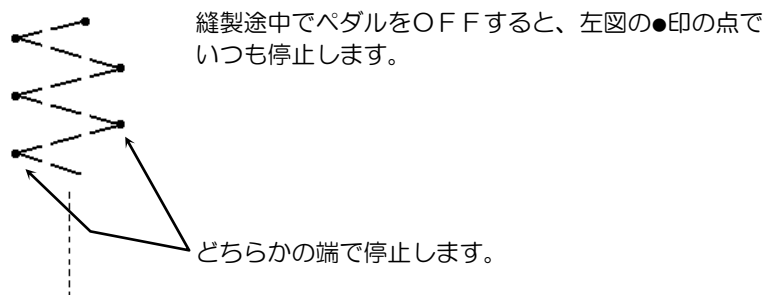 縫製途中でペダルをＯＦＦすると、左図の●印の点で
いつも停止します。
どちらかの端で停止します。